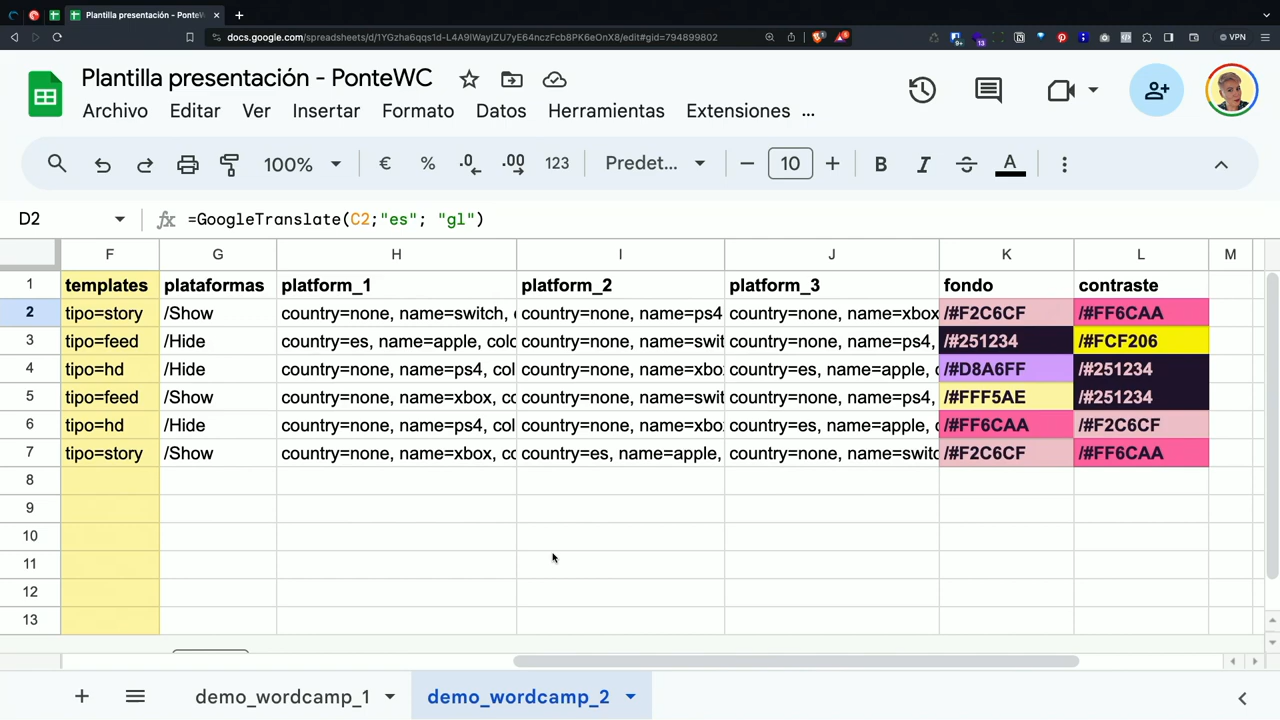 Plantilla presentación - PonteW
docs.google.com/spreadsheets/d/1YGzha6qqs1d-L4A9IWayIZU7yE64nczFcb8PK6eOnX8/edit#gid=794899802
9+
13
VPN
Plantilla presentación - PonteWC
Archivo Editar Ver Insertar Formato Datos Herramientas Extensiones ...
100% € % .0 .00 123 Predet... − 10 + B I A
D2 fx =GoogleTranslate(C2;"es"; "gl")
F G H I J K L M
1 templates plataformas platform_1 platform_2 platform_3 fondo contraste
2 tipo=story /Show country=none, name=switch, country=none, name=ps4 country=none, name=xbox /#F2C6CF /#FF6CAA
3 tipo=feed /Hide country=es, name=apple, colo country=none, name=swit country=none, name=ps4, /#251234 /#FCF206
4 tipo=hd /Hide country=none, name=ps4, col country=none, name=xbo country=es, name=apple, c /#D8A6FF /#251234
5 tipo=feed /Show country=none, name=xbox, c country=none, name=swit country=none, name=ps4, /#FFF5AE /#251234
6 tipo=hd /Hide country=none, name=ps4, col country=none, name=xbo country=es, name=apple, c /#FF6CAA /#F2C6CF
7 tipo=story /Show country=none, name=xbox, cc country=es, name=apple, country=none, name=switc /#F2C6CF /#FF6CAA
8
9
10
11
12
13
+ demo_wordcamp_1 demo_wordcamp_2